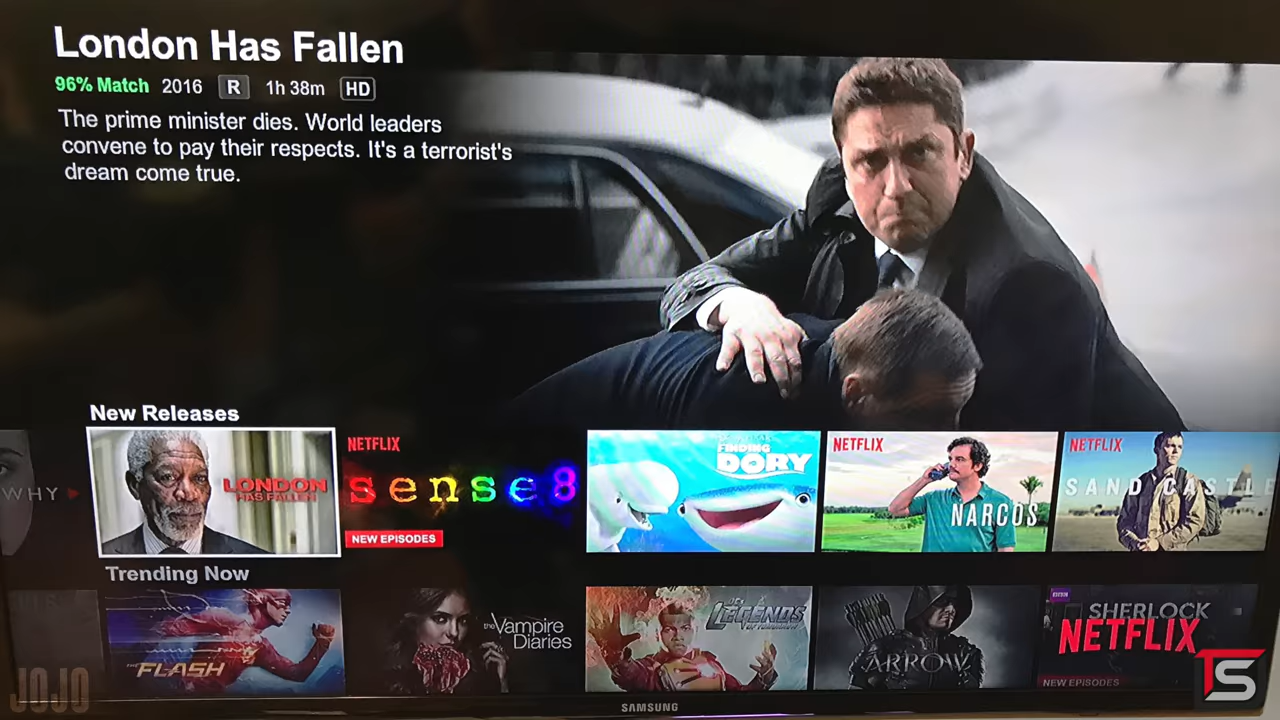 London Has Fallen
96% Match 2016 R 1h 38m HD
The prime minister dies. World leaders
convene to pay their respects. It's a terrorist's
dream come true.
New Releases
WHY
LONDON
HAS FALLEN
NETFLIX
sense8
NEW EPISODES
FINDING
DORY
NETFLIX
NARCOS
NETFLIX
SAND CASTLE
Trending Now
THE FLASH
the Vampire
Diaries
DC's
LEGENDS
OF TOMORROW
ARROW
BBC
SHERLOCK
NETFLIX
NEW EPISODES
JOJO
SAMSUNG
TS